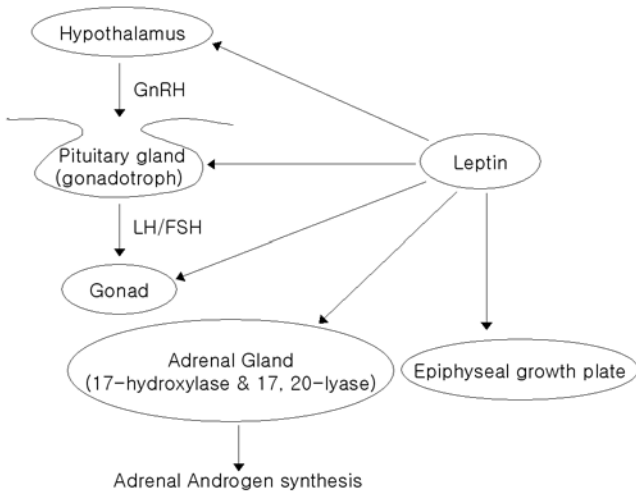 Hypothalamus
GnRH
Pituitary gland
(gonadotroph)
Leptin
LH/FSH
Gonad
Adrenal Gland
(17-hydroxylase & 17, 20-lyase)
Epiphyseal growth plate
Adrenal Androgen synthesis